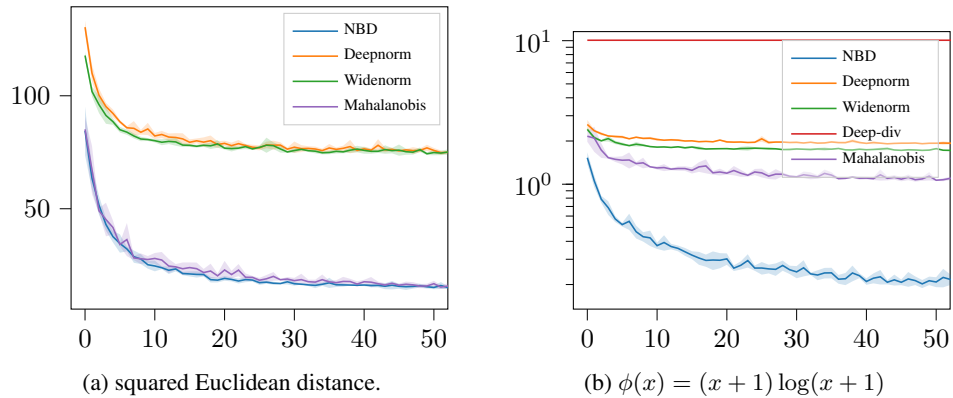 NBD
Deepnorm
Widenorm
Mahalanobis
100
50
0 10 20 30 40 50
(a) squared Euclidean distance.
10^1
10^0
NBD
Deepnorm
Widenorm
Deep-div
Mahalanobis
0 10 20 30 40 50
(b) ϕ(x) = (x + 1) log(x + 1)